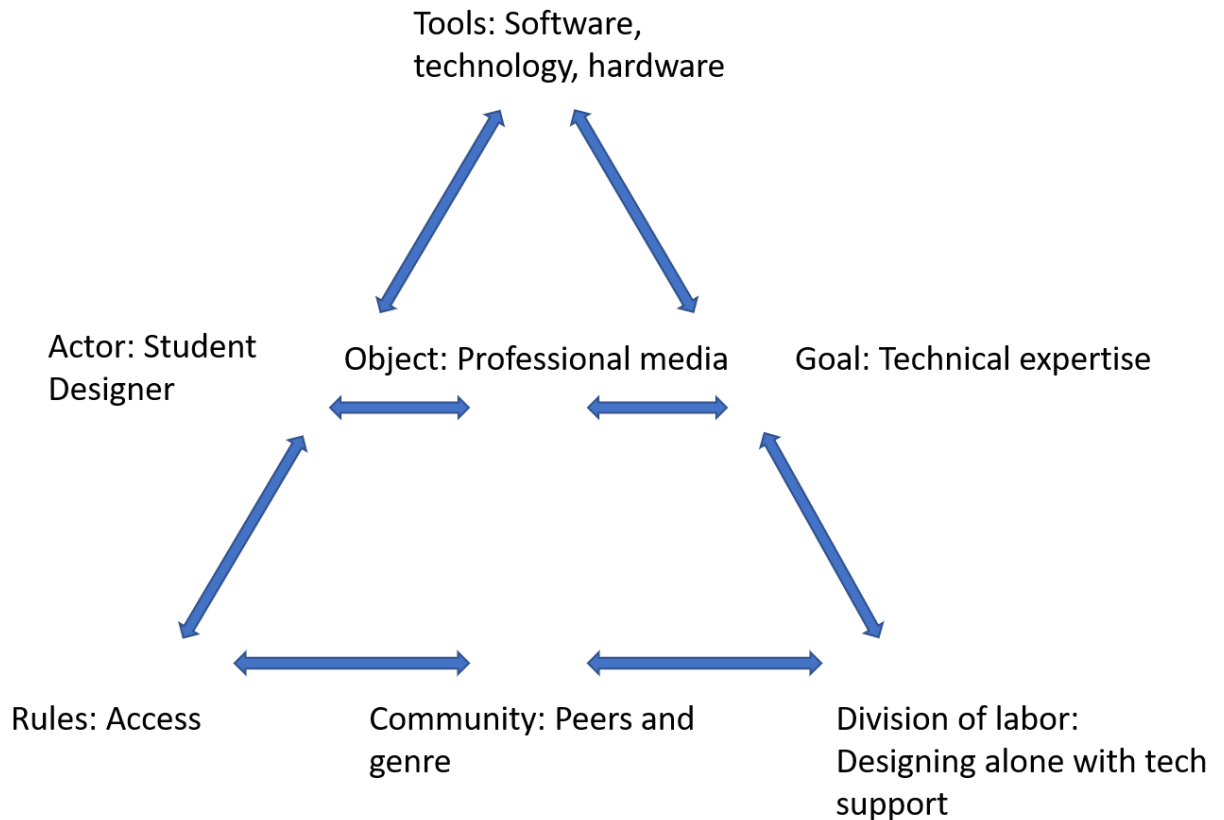 Tools: Software,
technology, hardware
Actor: Student
Designer
Object: Professional media
Goal: Technical expertise
Rules: Access
Community: Peers and
genre
Division of labor:
Designing alone with tech
support